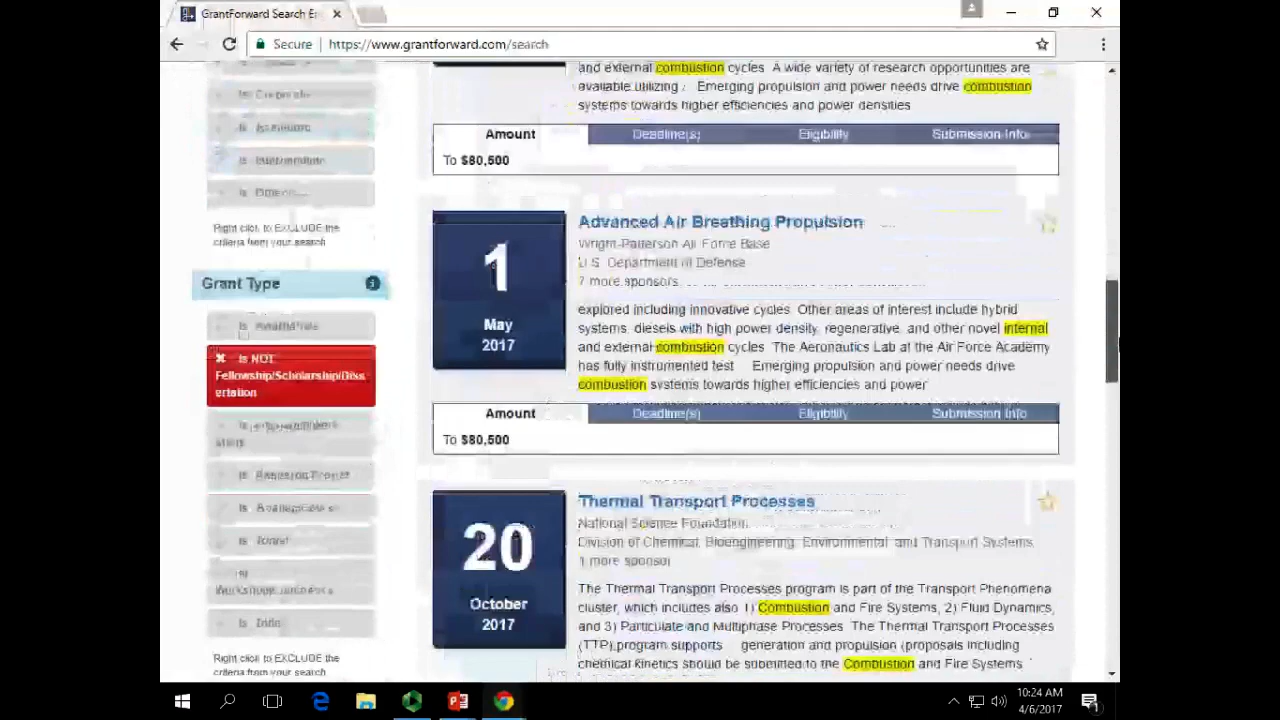 GrantForward Search E
Secure
https://www.grantforward.com/search
and external combustion cycles A wide variety of research opportunities are
available utilizing . Emerging propulsion and power needs drive combustion
systems towards higher efficiencies and power densities
Amount Deadline(s) Eligibility Submission Info
To $80,500
Right click to EXCLUDE the
criteria from your search
Grant Type
Is NOT
Fellowship/Scholarship/Diss
ertation
Right click to EXCLUDE the
criteria from your search
1
May
2017
Advanced Air Breathing Propulsion
Wright-Patterson Air Force Base
U.S. Department of Defense
7 more sponsors
explored including innovative cycles Other areas of interest include hybrid
systems, diesels with high power density, regenerative, and other novel internal
and external combustion cycles The Aeronautics Lab at the Air Force Academy
has fully instrumented test Emerging propulsion and power needs drive
combustion systems towards higher efficiencies and power
Amount Deadline(s) Eligibility Submission Info
To $80,500
20
October
2017
Thermal Transport Processes
National Science Foundation
Division of Chemical, Bioengineering, Environmental, and Transport Systems
1 more sponsor
The Thermal Transport Processes program is part of the Transport Phenomena
cluster, which includes also 1) Combustion and Fire Systems, 2) Fluid Dynamics,
and 3) Particulate and Multiphase Processes. The Thermal Transport Processes
(TTP) program supports generation and propulsion (proposals including
chemical kinetics should be submitted to the Combustion and Fire Systems
10:24 AM
4/6/2017